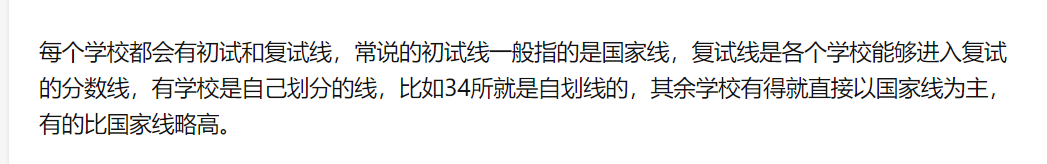 每个学校都会有初试和复试线，常说的初试线一般指的是国家线，复试线是各个学校能够进入复试
的分数线，有学校是自己划分的线，比如34所就是自划线的，其余学校有得就直接以国家线为主，
有的比国家线略高。